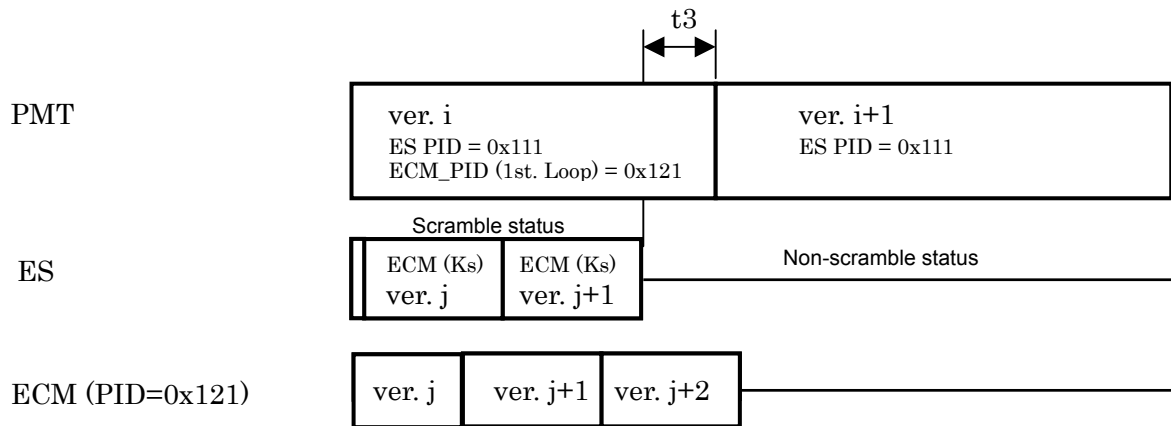 t3
PMT
ver. i
ES PID = 0x111
ECM_PID (1st. Loop) = 0x121
ver. i+1
ES PID = 0x111
Scramble status
ES
ECM (Ks)
ver. j
ECM (Ks)
ver. j+1
Non-scramble status
ECM (PID=0x121)
ver. j
ver. j+1
ver. j+2